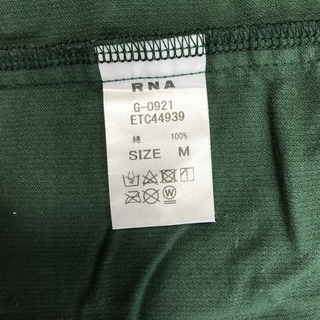 RNA
G-0921
ETC44939
綿 100%
SIZE M
W